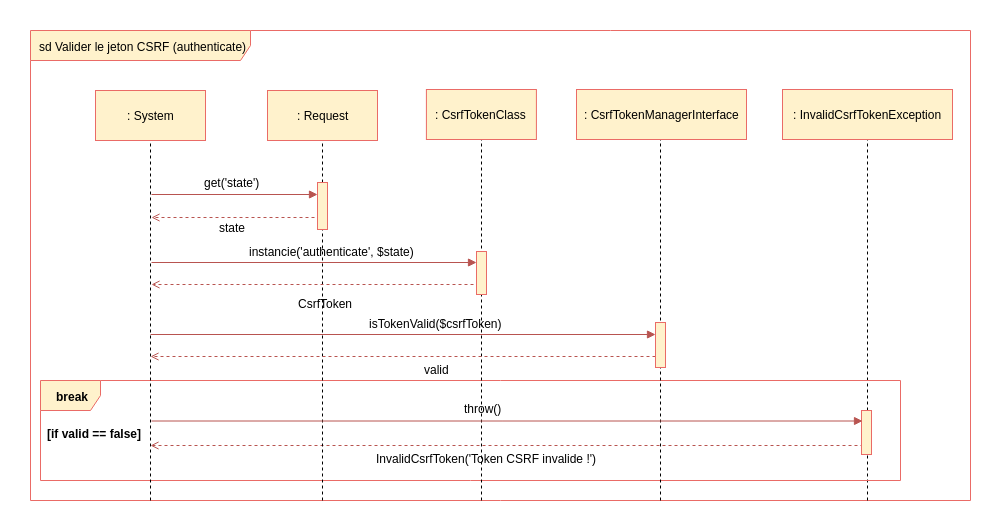 sd Valider le jeton CSRF (authenticate)
: System
: Request
: CsrfTokenClass
: CsrfTokenManagerInterface
: InvalidCsrfTokenException
get('state')
state
instancie('authenticate', $state)
CsrfToken
isTokenValid($csrfToken)
valid
break
throw()
[if valid == false]
InvalidCsrfToken('Token CSRF invalide !')